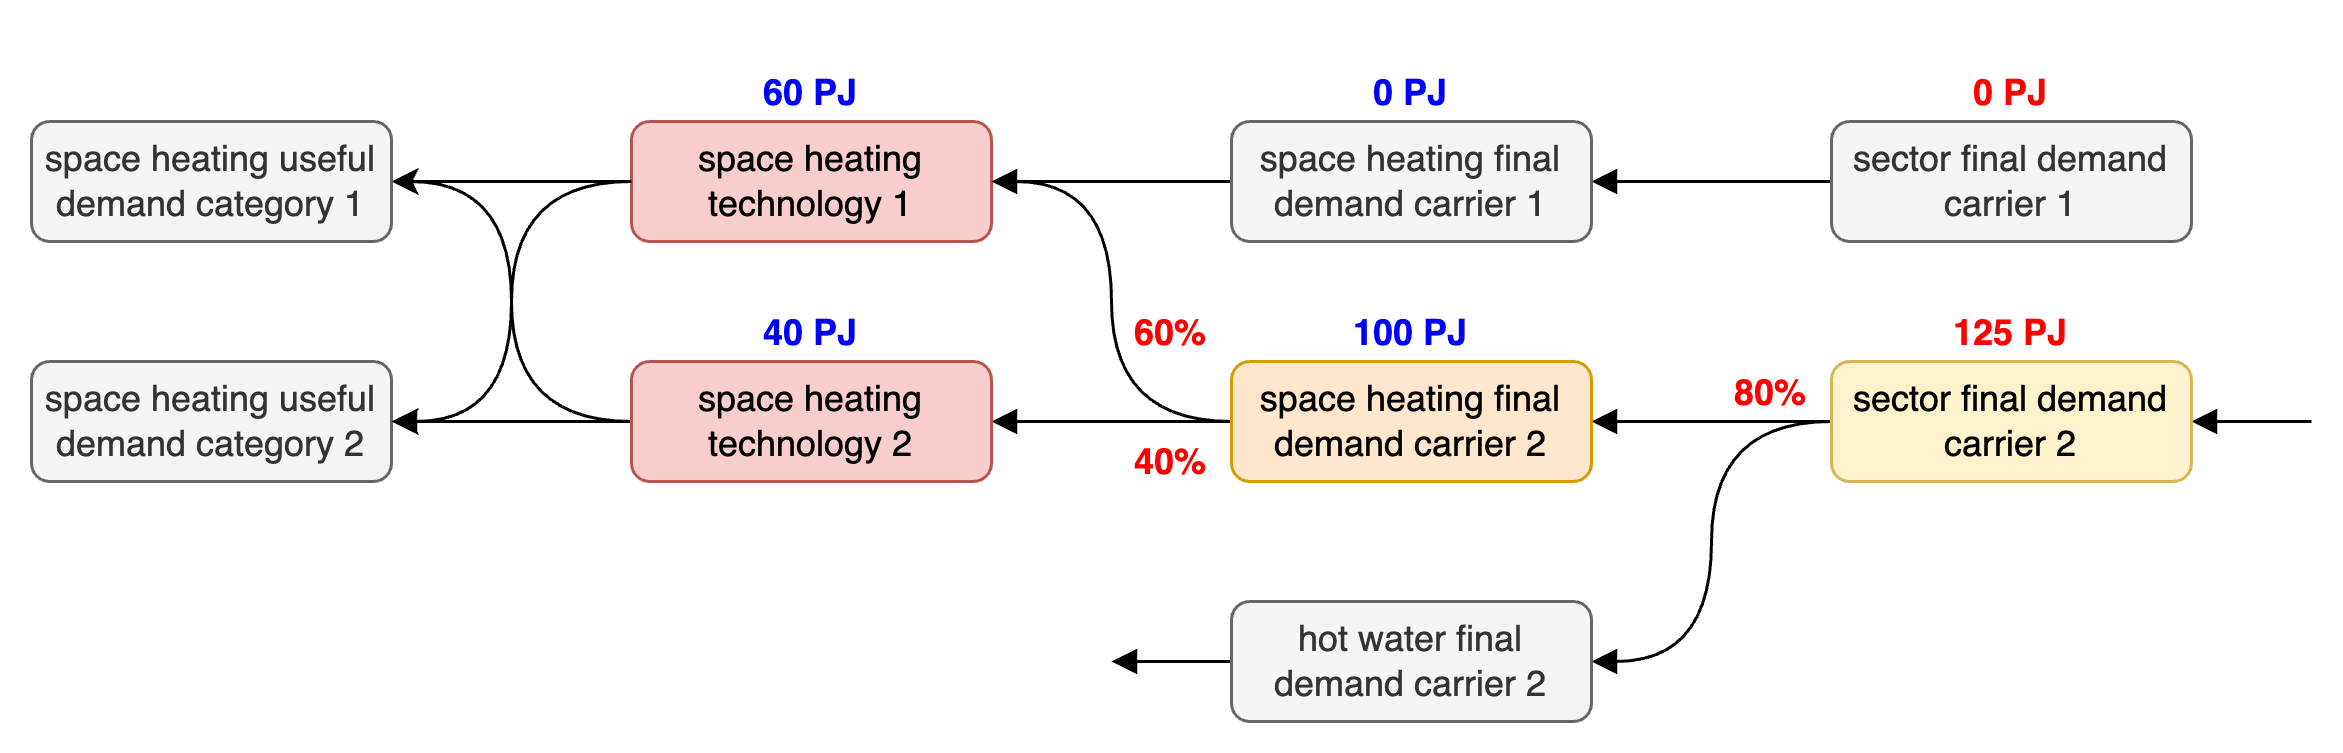 60 PJ
0 PJ
0 PJ
space heating useful
demand category 1
space heating
technology 1
space heating final
demand carrier 1
sector final demand
carrier 1
40 PJ
60%
100 PJ
125 PJ
80%
space heating useful
demand category 2
space heating
technology 2
40%
space heating final
demand carrier 2
sector final demand
carrier 2
hot water final
demand carrier 2